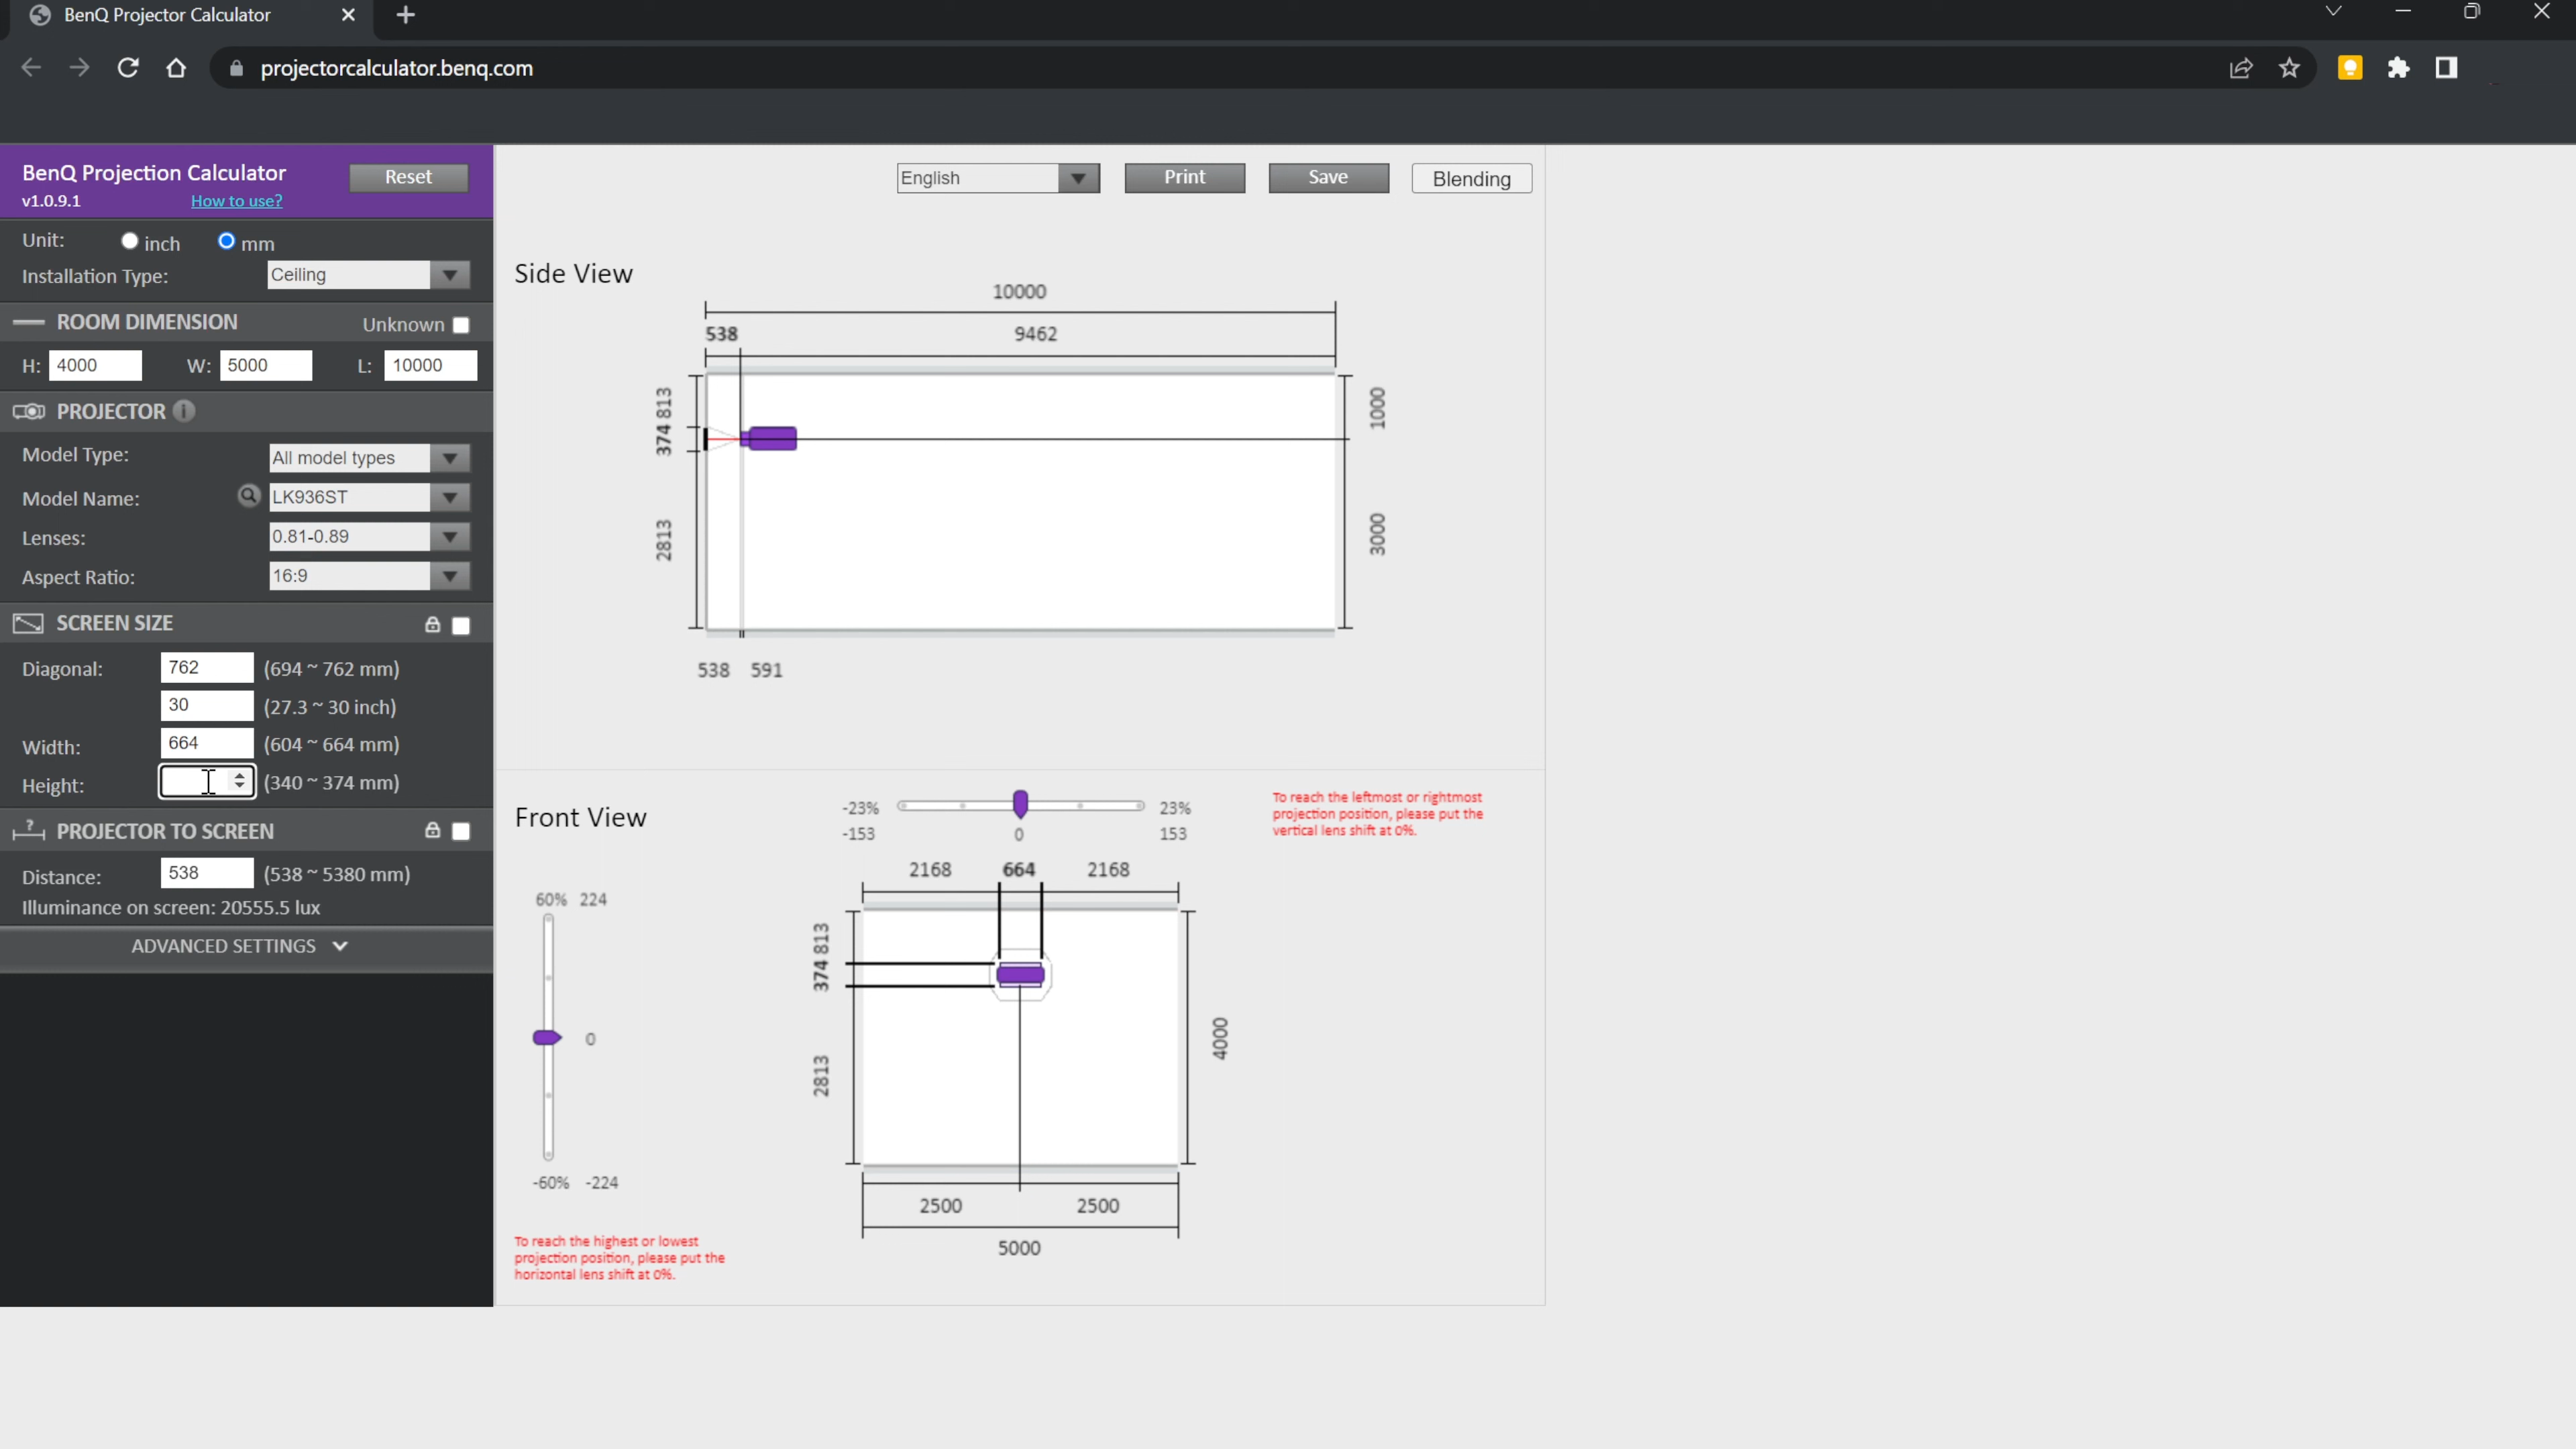 BenQ Projector Calculator
projectorcalculator.benq.com
BenQ Projection Calculator
Reset
v1.0.9.1
How to use?
Unit:
inch
mm
Installation Type:
Ceiling
ROOM DIMENSION
Unknown
H: 4000
W: 5000
L: 10000
PROJECTOR
Model Type:
All model types
Model Name:
LK936ST
Lenses:
0.81-0.89
Aspect Ratio:
16:9
SCREEN SIZE
Diagonal:
762
(694 ~ 762 mm)
30
(27.3 ~ 30 inch)
Width:
664
(604 ~ 664 mm)
Height:
(340 ~ 374 mm)
PROJECTOR TO SCREEN
Distance:
538
(538 ~ 5380 mm)
Illuminance on screen: 20555.5 lux
ADVANCED SETTINGS
English
Print
Save
Blending
Side View
10000
538
9462
813
374
2813
1000
3000
538
591
Front View
-23%
23%
-153
0
153
To reach the leftmost or rightmost
projection position, please put the
vertical lens shift at 0%.
2168
664
2168
60% 224
0
-60% -224
813
374
2813
4000
2500
2500
5000
To reach the highest or lowest
projection position, please put the
horizontal lens shift at 0%.